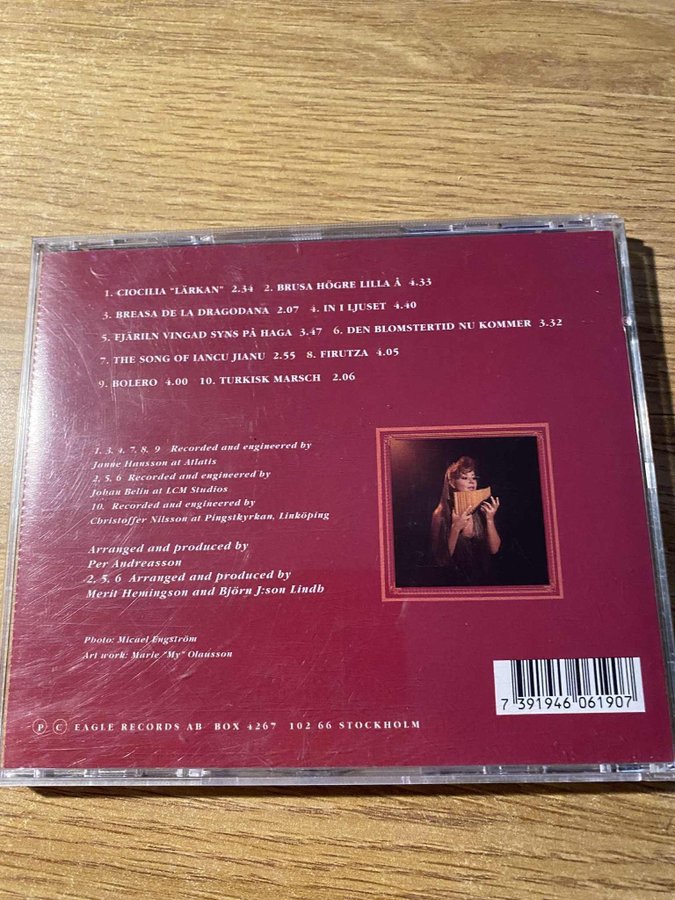 1. CIOCILIA "LÄRKAN" 2.34 2. BRUSA HÖGRE LILLA Å 4.33
3. BREASA DE LA DRAGODANA 2.07 4. IN I LJUSET 4.40
5. FJÄRILN VINGAD SYNS PÅ HAGA 3.47 6. DEN BLOMSTERTID NU KOMMER 3.32
7. THE SONG OF IANCU JIANU 2.55 8. FIRUTZA 4.05
9. BOLERO 4.00 10. TURKISK MARSCH 2.06
1, 3, 4, 7, 8, 9 Recorded and engineered by
Janne Hansson at Atlatis
2, 5, 6 Recorded and engineered by
Johan Belin at LCM Studios
10. Recorded and engineered by
Christoffer Nilsson at Pingstkyrkan, Linköping
Arranged and produced by
Per Andreasson
2, 5, 6 Arranged and produced by
Merit Hemingson and Björn J:son Lindh
Photo: Micael Engström
Art work: Marie "My" Olausson
7 391946 061907
P C EAGLE RECORDS AB BOX 4267 102 66 STOCKHOLM